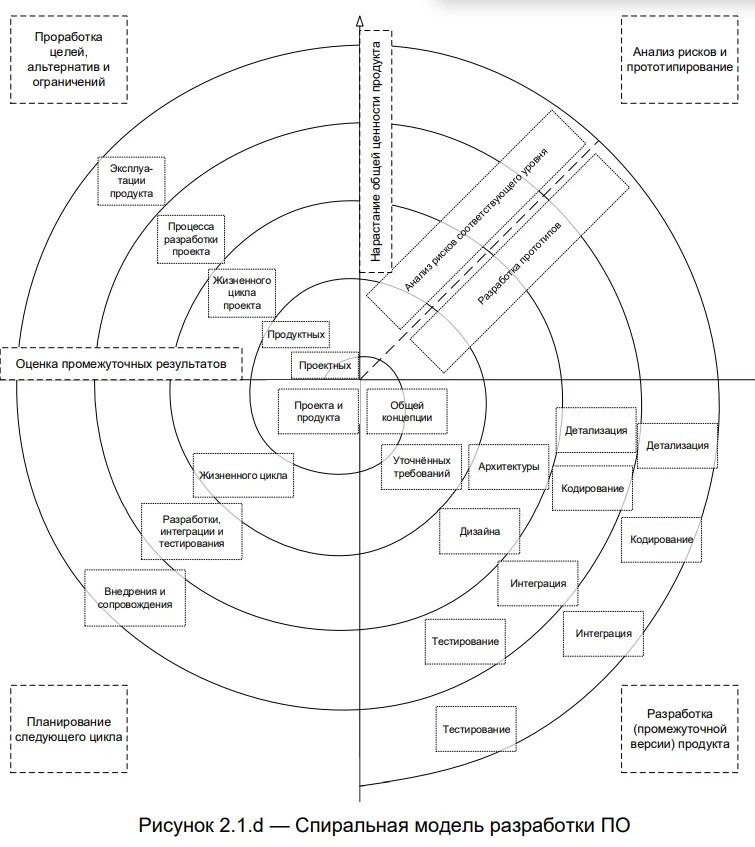 Проработка
целей,
альтернатив и
ограничений
Нарастание общей ценности продукта
Анализ рисков и
прототипирование
Эксплуа-
тации
продукта
Процесса
разработки
проекта
Жизненного
цикла
проекта
Продуктных
Проектных
Анализ рисков соответствующего уровня
Разработка прототипов
Оценка промежуточных результатов
Проекта и
продукта
Общей
концепции
Жизненного цикла
Уточнённых
требований
Архитектуры
Детализация
Детализация
Кодирование
Кодирование
Разработки,
интеграции и
тестирования
Дизайна
Внедрения и
сопровождения
Интеграция
Интеграция
Тестирование
Тестирование
Планирование
следующего цикла
Разработка
(промежуточной
версии) продукта
Рисунок 2.1.d — Спиральная модель разработки ПО